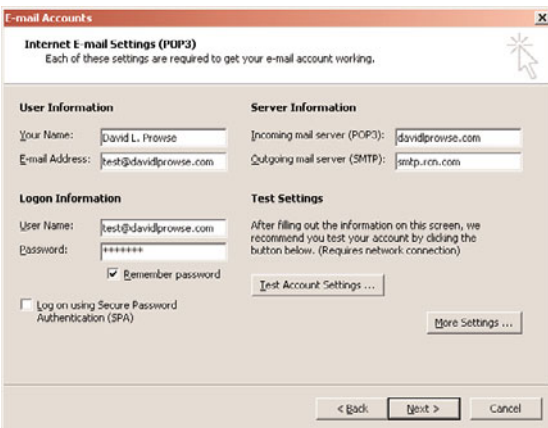 E-mail Accounts
Internet E-mail Settings (POP3)
Each of these settings are required to get your e-mail account working.
User Information
Your Name: David L. Prowse
E-mail Address: test@davidlprowse.com
Server Information
Incoming mail server (POP3): davidlprowse.com
Outgoing mail server (SMTP): smtp.rcn.com
Logon Information
User Name: test@davidlprowse.com
Password: *******
Remember password
Log on using Secure Password
Authentication (SPA)
Test Settings
After filling out the information on this screen, we
recommend you test your account by clicking the
button below. (Requires network connection)
Test Account Settings ...
More Settings ...
< Back
Next >
Cancel